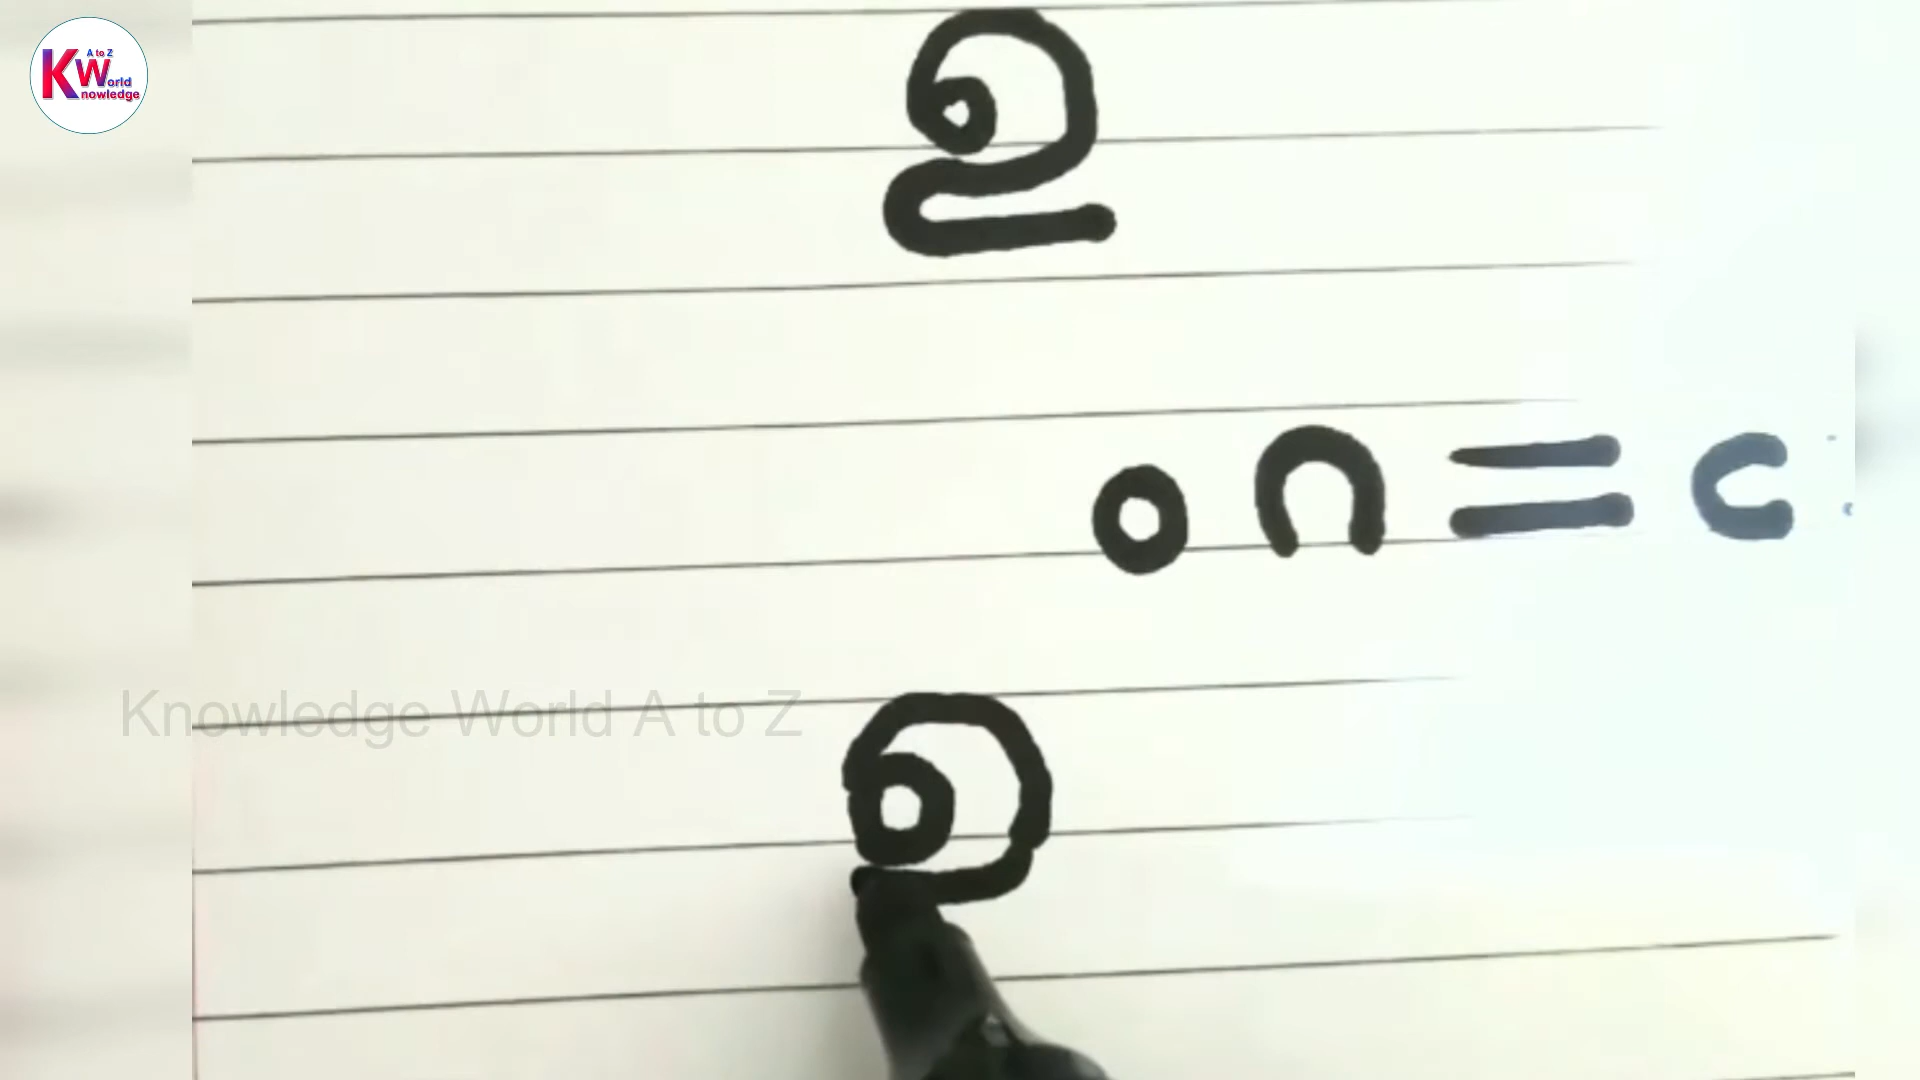 A to Z
KWorld
nowledge
உ
o n = c
Knowledge World A to Z